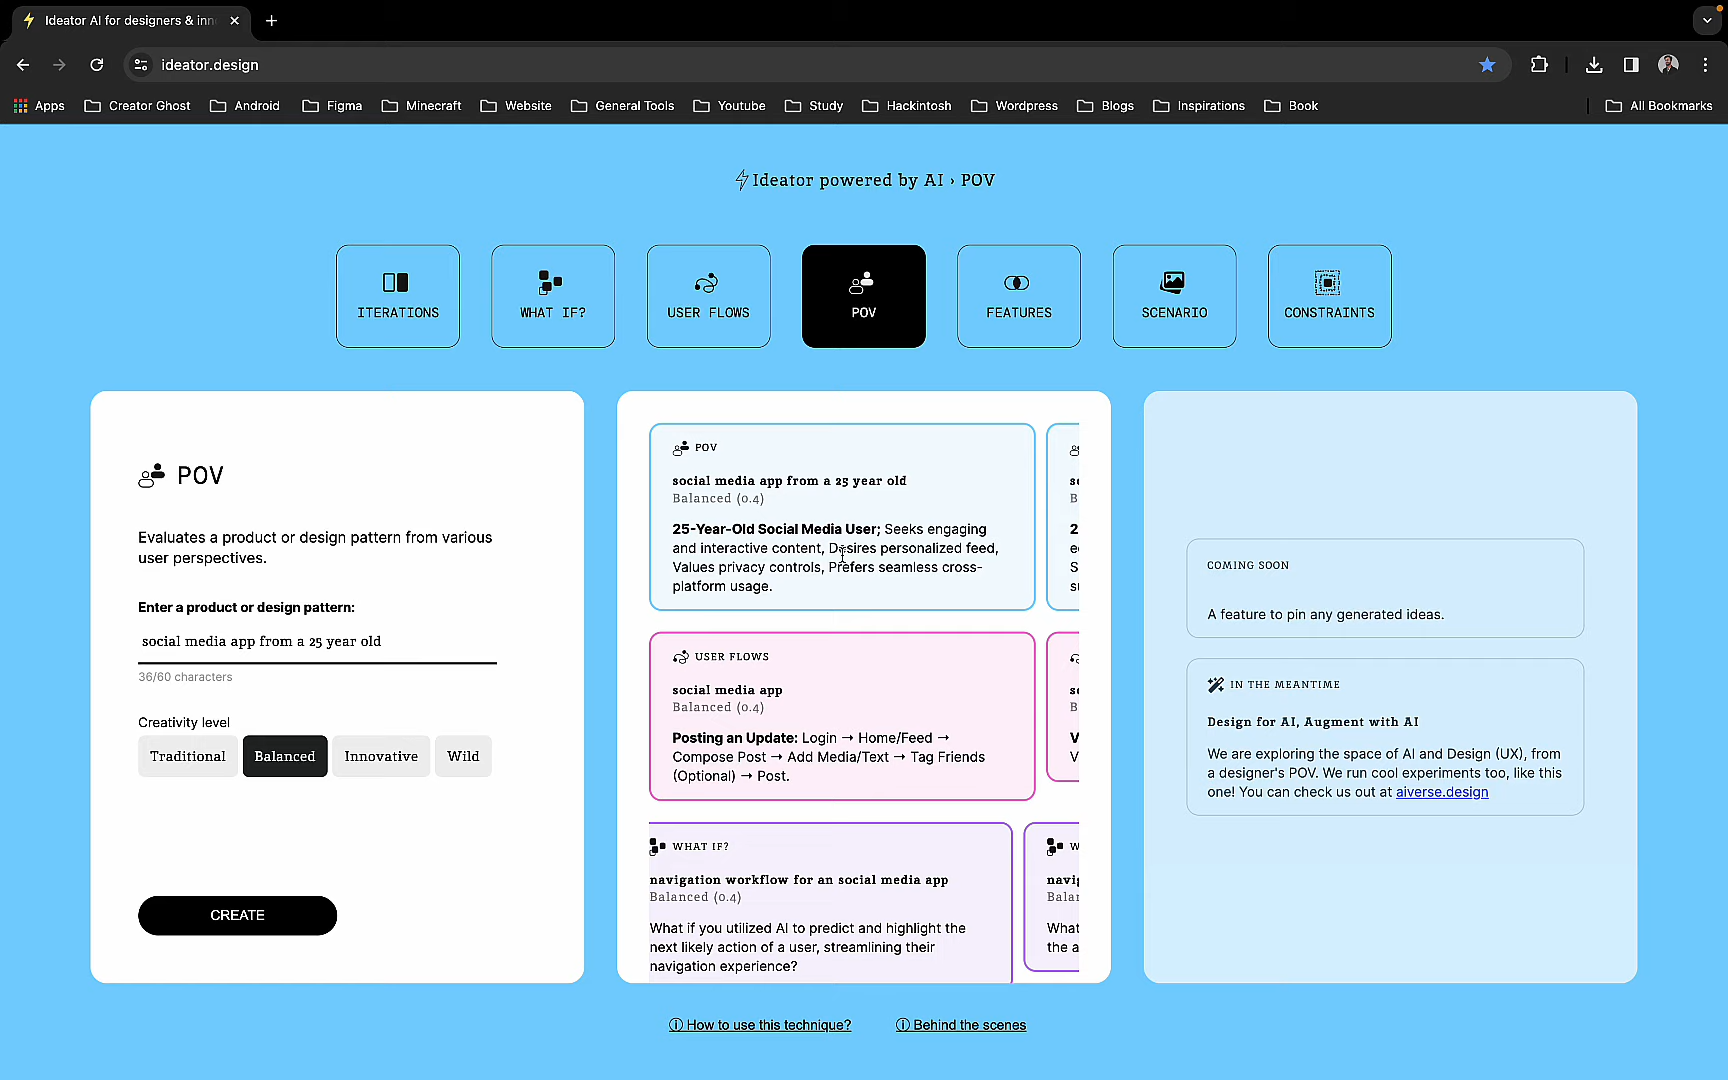 Ideator AI for designers & inn
ideator.design
Apps
Creator Ghost
Android
Figma
Minecraft
Website
General Tools
Youtube
Study
Hackintosh
Wordpress
Blogs
Inspirations
Book
All Bookmarks
Ideator powered by AI › POV
ITERATIONS
WHAT IF?
USER FLOWS
POV
FEATURES
SCENARIO
CONSTRAINTS
POV
Evaluates a product or design pattern from various
user perspectives.
Enter a product or design pattern:
social media app from a 25 year old
36/60 characters
Creativity level
Traditional
Balanced
Innovative
Wild
CREATE
POV
social media app from a 25 year old
Balanced (0.4)
25-Year-Old Social Media User; Seeks engaging
and interactive content, Desires personalized feed,
Values privacy controls, Prefers seamless cross-
platform usage.
s
B
2
e
S
s
USER FLOWS
social media app
Balanced (0.4)
Posting an Update: Login → Home/Feed →
Compose Post → Add Media/Text → Tag Friends
(Optional) → Post.
s
B
V
V
WHAT IF?
navigation workflow for an social media app
Balanced (0.4)
What if you utilized AI to predict and highlight the
next likely action of a user, streamlining their
navigation experience?
W
navi
Balar
What
the a
COMING SOON
A feature to pin any generated ideas.
IN THE MEANTIME
Design for AI, Augment with AI
We are exploring the space of AI and Design (UX), from
a designer's POV. We run cool experiments too, like this
one! You can check us out at aiverse.design
How to use this technique?
Behind the scenes